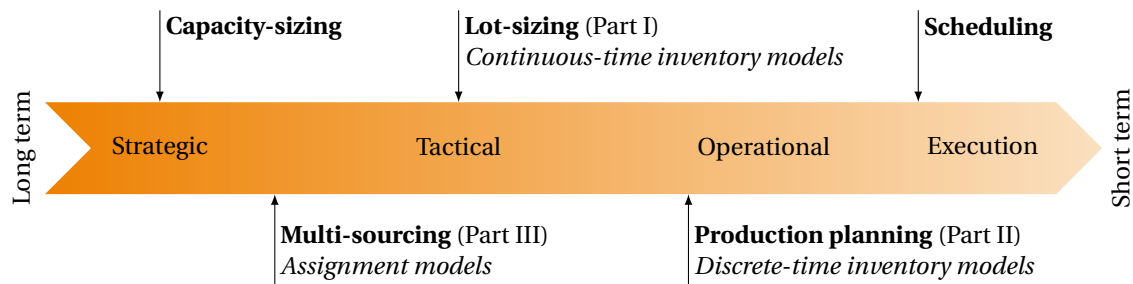 Capacity-sizing
Lot-sizing (Part I)
Continuous-time inventory models
Scheduling
Long term
Strategic
Tactical
Operational
Execution
Short term
Multi-sourcing (Part III)
Assignment models
Production planning (Part II)
Discrete-time inventory models